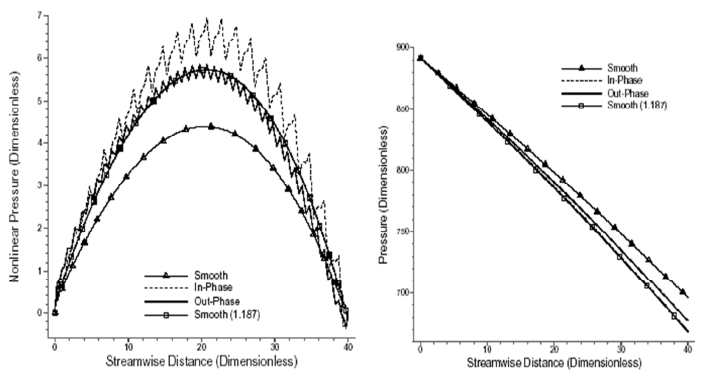 7
6
5
4
3
2
1
0
Nonlinear Pressure (Dimensionless)
Smooth
In-Phase
Out-Phase
Smooth (1.187)
0 10 20 30 40
Streamwise Distance (Dimensionless)
900
850
800
750
700
Pressure (Dimensionless)
Smooth
In-Phase
Out-Phase
Smooth (1.187)
0 10 20 30 40
Streamwise Distance (Dimensionless)